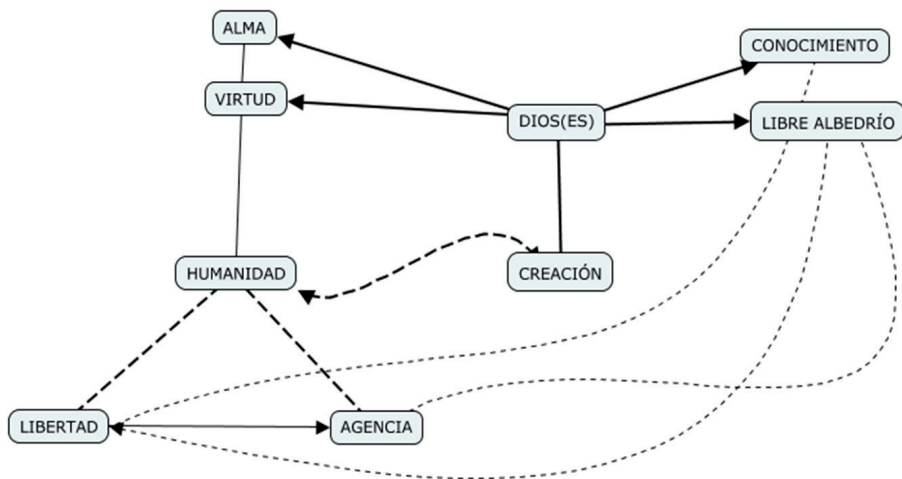 ALMA
CONOCIMIENTO
VIRTUD
DIOS(ES)
LIBRE ALBEDRÍO
HUMANIDAD
CREACIÓN
LIBERTAD
AGENCIA